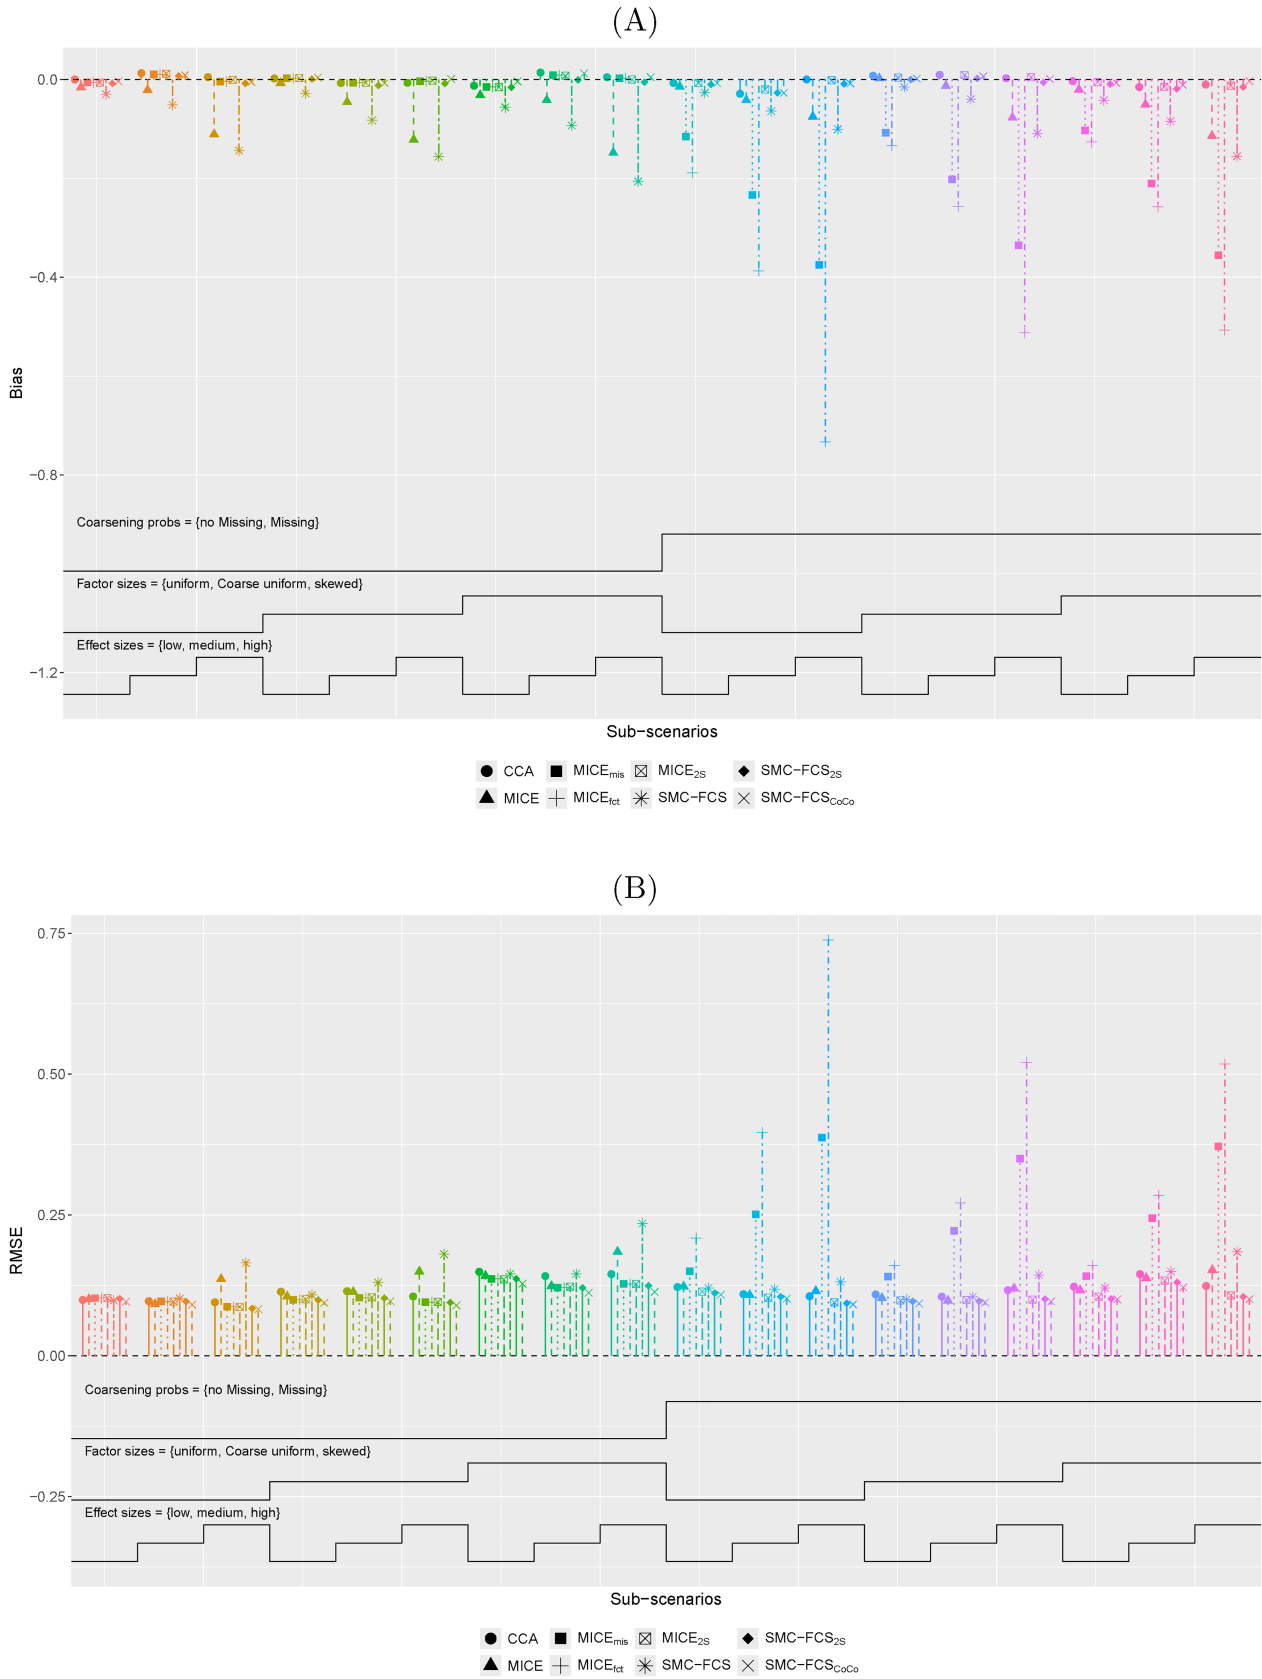 (A)
0.0
−0.4
−0.8
−1.2
Bias
Coarsening probs = {no Missing, Missing}
Factor sizes = {uniform, Coarse uniform, skewed}
Effect sizes = {low, medium, high}
Sub−scenarios
CCA MICEmis MICE2S SMC−FCS2S
MICE MICEfct SMC−FCS SMC−FCSCoCo
(B)
0.75
0.50
0.25
0.00
−0.25
RMSE
Coarsening probs = {no Missing, Missing}
Factor sizes = {uniform, Coarse uniform, skewed}
Effect sizes = {low, medium, high}
Sub−scenarios
CCA MICEmis MICE2S SMC−FCS2S
MICE MICEfct SMC−FCS SMC−FCSCoCo